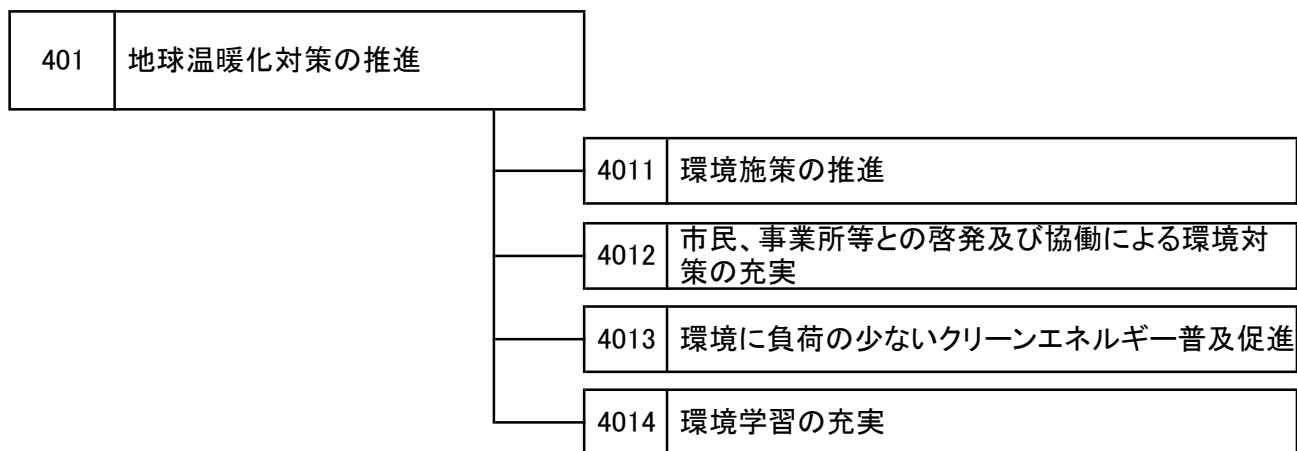 401 地球温暖化対策の推進
4011 環境施策の推進
4012 市民、事業所等との啓発及び協働による環境対
策の充実
4013 環境に負荷の少ないクリーンエネルギー普及促進
4014 環境学習の充実